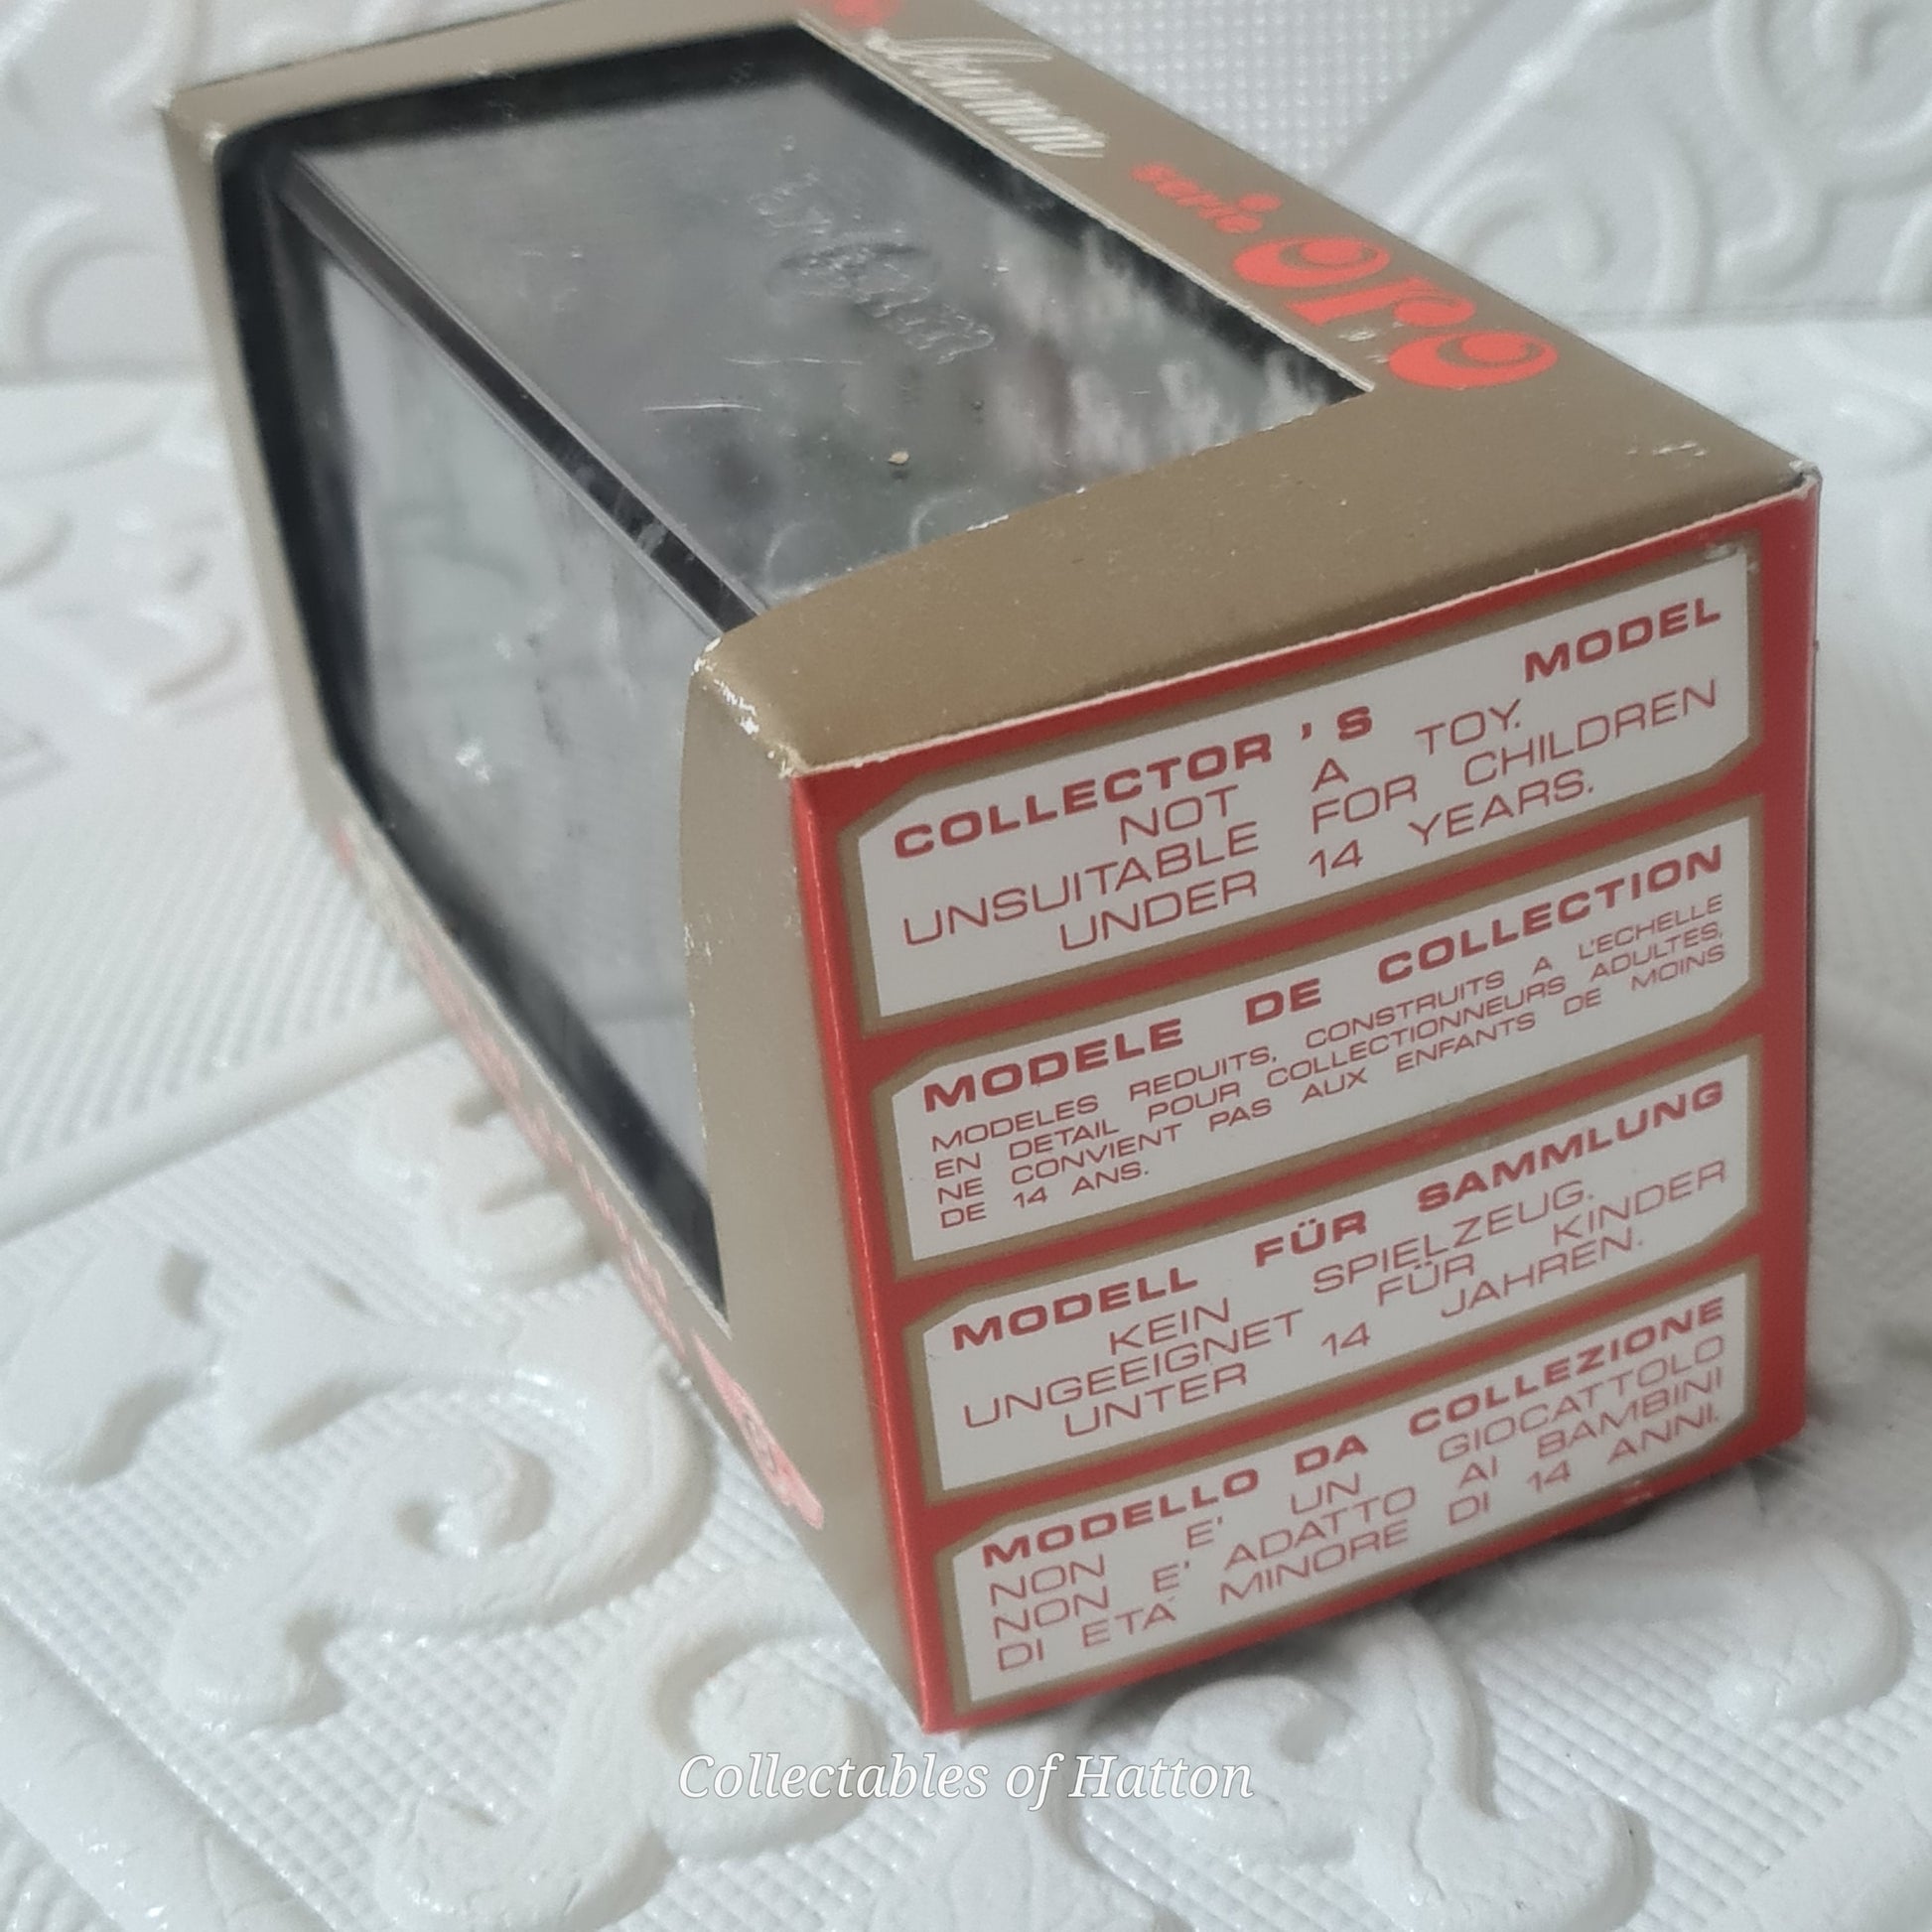 Brumm
serie
oro
Brumm
COLLECTOR'S MODEL
NOT A TOY.
UNSUITABLE FOR CHILDREN
UNDER 14 YEARS.
MODELE DE COLLECTION
MODELES REDUITS, CONSTRUITS A L'ECHELLE
EN DETAIL POUR COLLECTIONNEURS ADULTES,
NE CONVIENT PAS AUX ENFANTS DE MOINS
DE 14 ANS.
MODELL FÜR SAMMLUNG
KEIN SPIELZEUG.
UNGEEIGNET FÜR KINDER
UNTER 14 JAHREN.
MODELLO DA COLLEZIONE
NON E' UN GIOCATTOLO
NON E' ADATTO AI BAMBINI
DI ETA' MINORE DI 14 ANNI.
Collectables of Hatton